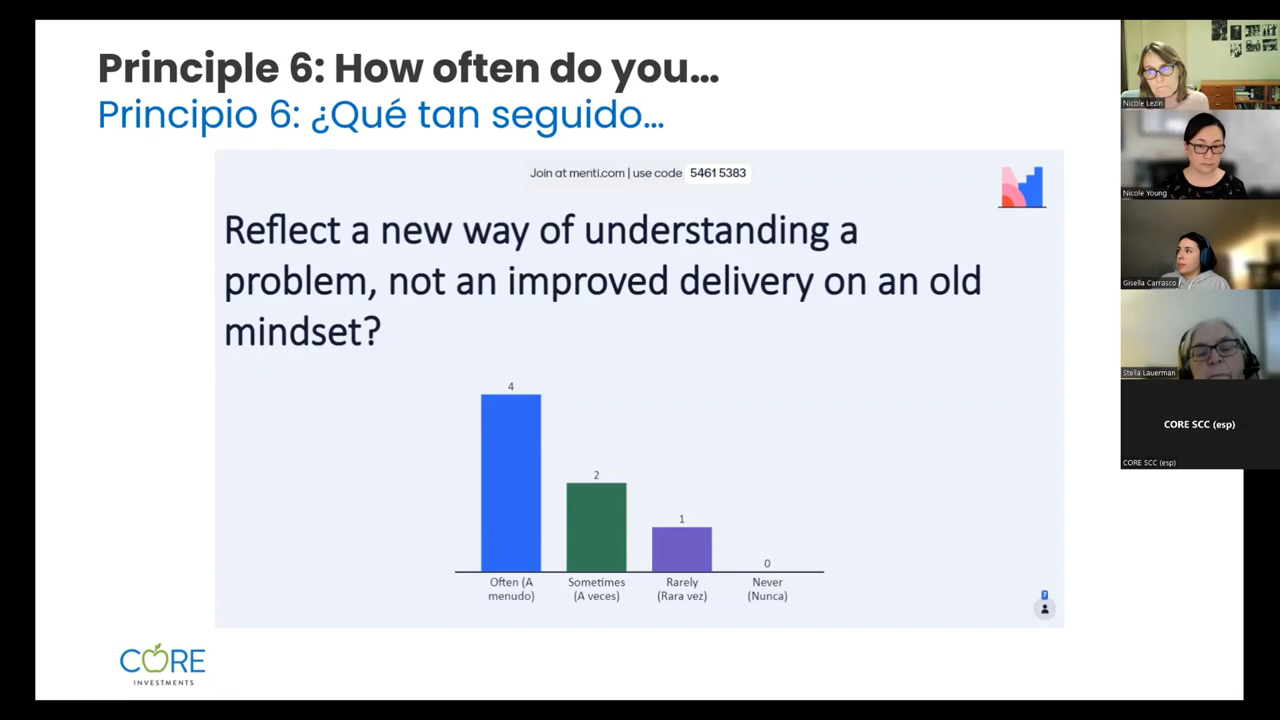 Principle 6: How often do you...
Principio 6: ¿Qué tan seguido...
Join at menti.com | use code 5461 5383
Reflect a new way of understanding a
problem, not an improved delivery on an old
mindset?
4
2
1
0
Often (A
menudo)
Sometimes
(A veces)
Rarely
(Rara vez)
Never
(Nunca)
7
CORE
INVESTMENTS
Nicole Lezin
Nicole Young
Gisella Carrasco
Stella Lauerman
CORE SCC (esp)
CORE SCC (esp)